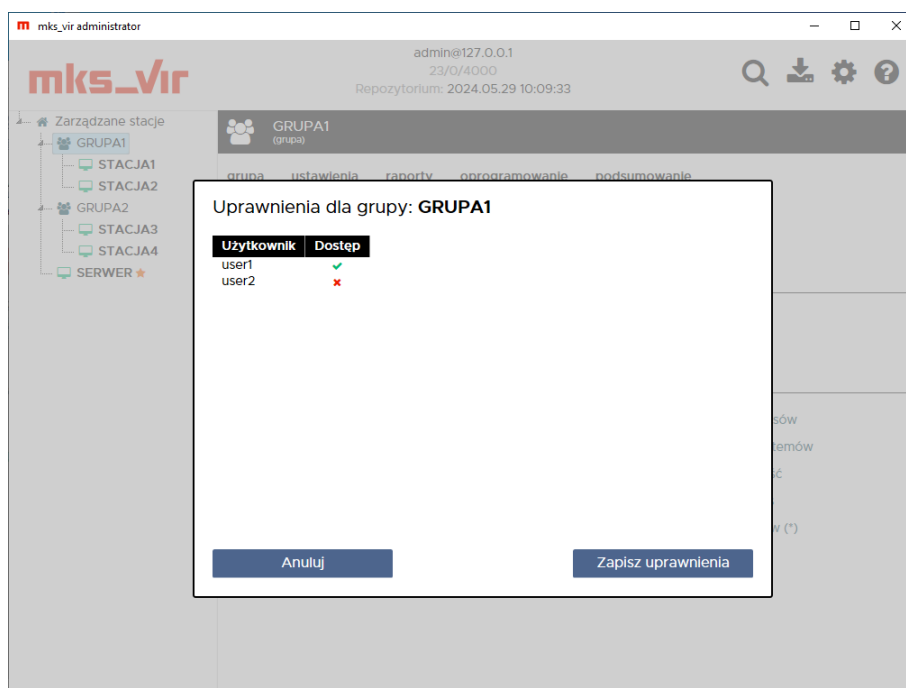 mks_vir administrator
mks_vir
admin@127.0.0.1
23/0/4000
Repozytorium: 2024.05.29 10:09:33
Zarządzane stacje
GRUPA1
STACJA1
STACJA2
GRUPA2
STACJA3
STACJA4
SERWER
GRUPA1
(grupa)
grupa ustawienia raporty oprogramowanie podsumowanie
Uprawnienia dla grupy: GRUPA1
Użytkownik Dostęp
user1
user2
Anuluj Zapisz uprawnienia
(*)